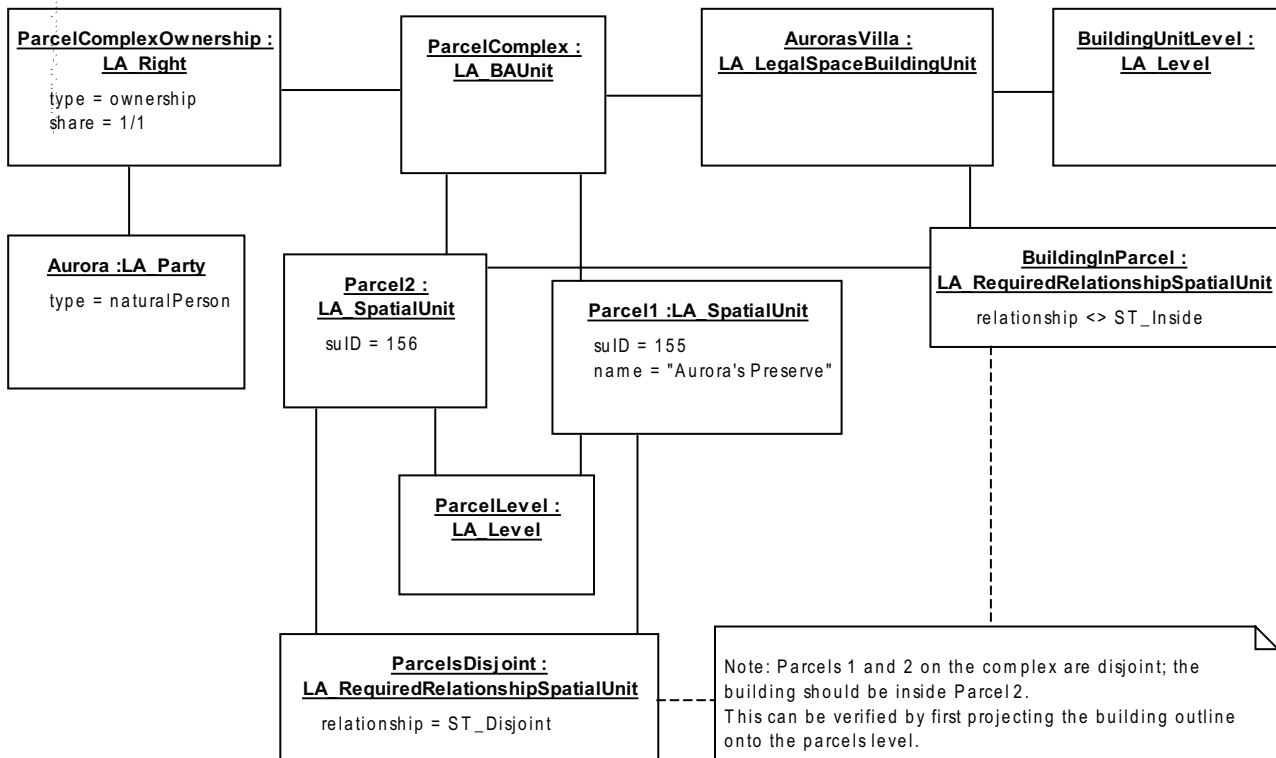 ParcelComplexOwnership :
LA_Right
type = ownership
share = 1/1
ParcelComplex :
LA_BAUnit
AurorasVilla :
LA_LegalSpaceBuildingUnit
BuildingUnitLevel :
LA_Level
Aurora :LA_Party
type = naturalPerson
Parcel2 :
LA_SpatialUnit
suID = 156
Parcel1 :LA_SpatialUnit
suID = 155
name = "Aurora's Preserve"
BuildingInParcel :
LA_RequiredRelationshipSpatialUnit
relationship <> ST_Inside
ParcelLevel :
LA_Level
ParcelsDisjoint :
LA_RequiredRelationshipSpatialUnit
relationship = ST_Disjoint
Note: Parcels 1 and 2 on the complex are disjoint; the
building should be inside Parcel 2.
This can be verified by first projecting the building outline
onto the parcels level.